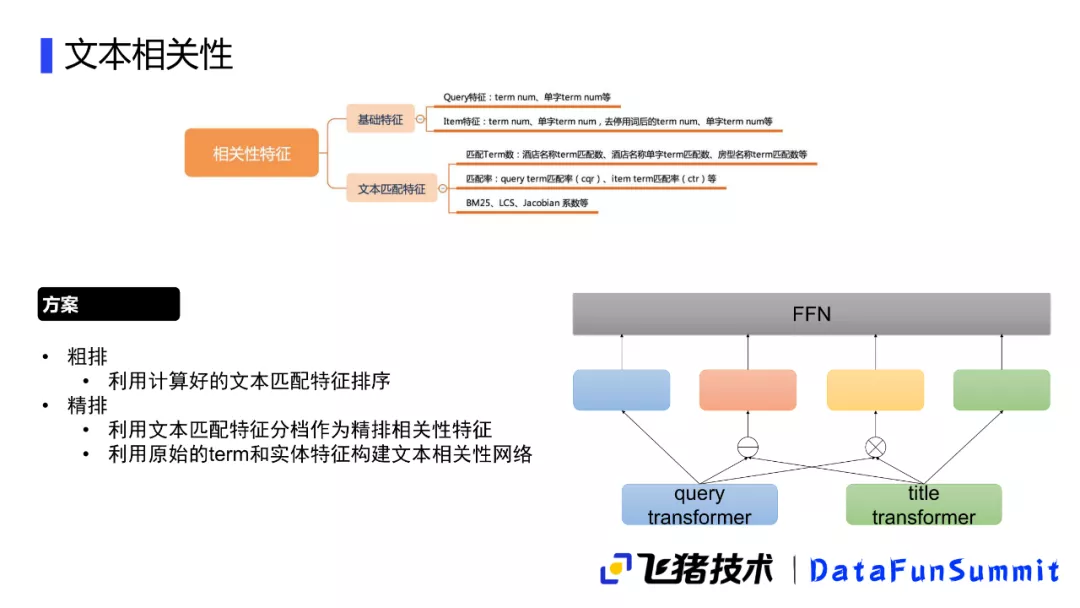 文本相关性
Query特征：term num、单字term num等
基础特征
Item特征：term num、单字term num，去停用词后的term num、单字term num等
相关性特征
匹配Term数：酒店名称term匹配数、酒店名称单字term匹配数、房型名称term匹配数等
文本匹配特征
匹配率：query term匹配率（cqr）、item term匹配率（ctr）等
BM25、LCS、Jacobian 系数等
方案
• 粗排
• 利用计算好的文本匹配特征排序
• 精排
• 利用文本匹配特征分档作为精排相关性特征
• 利用原始的term和实体特征构建文本相关性网络
FFN
query
transformer
title
transformer
飞猪技术 | DataFunSummit